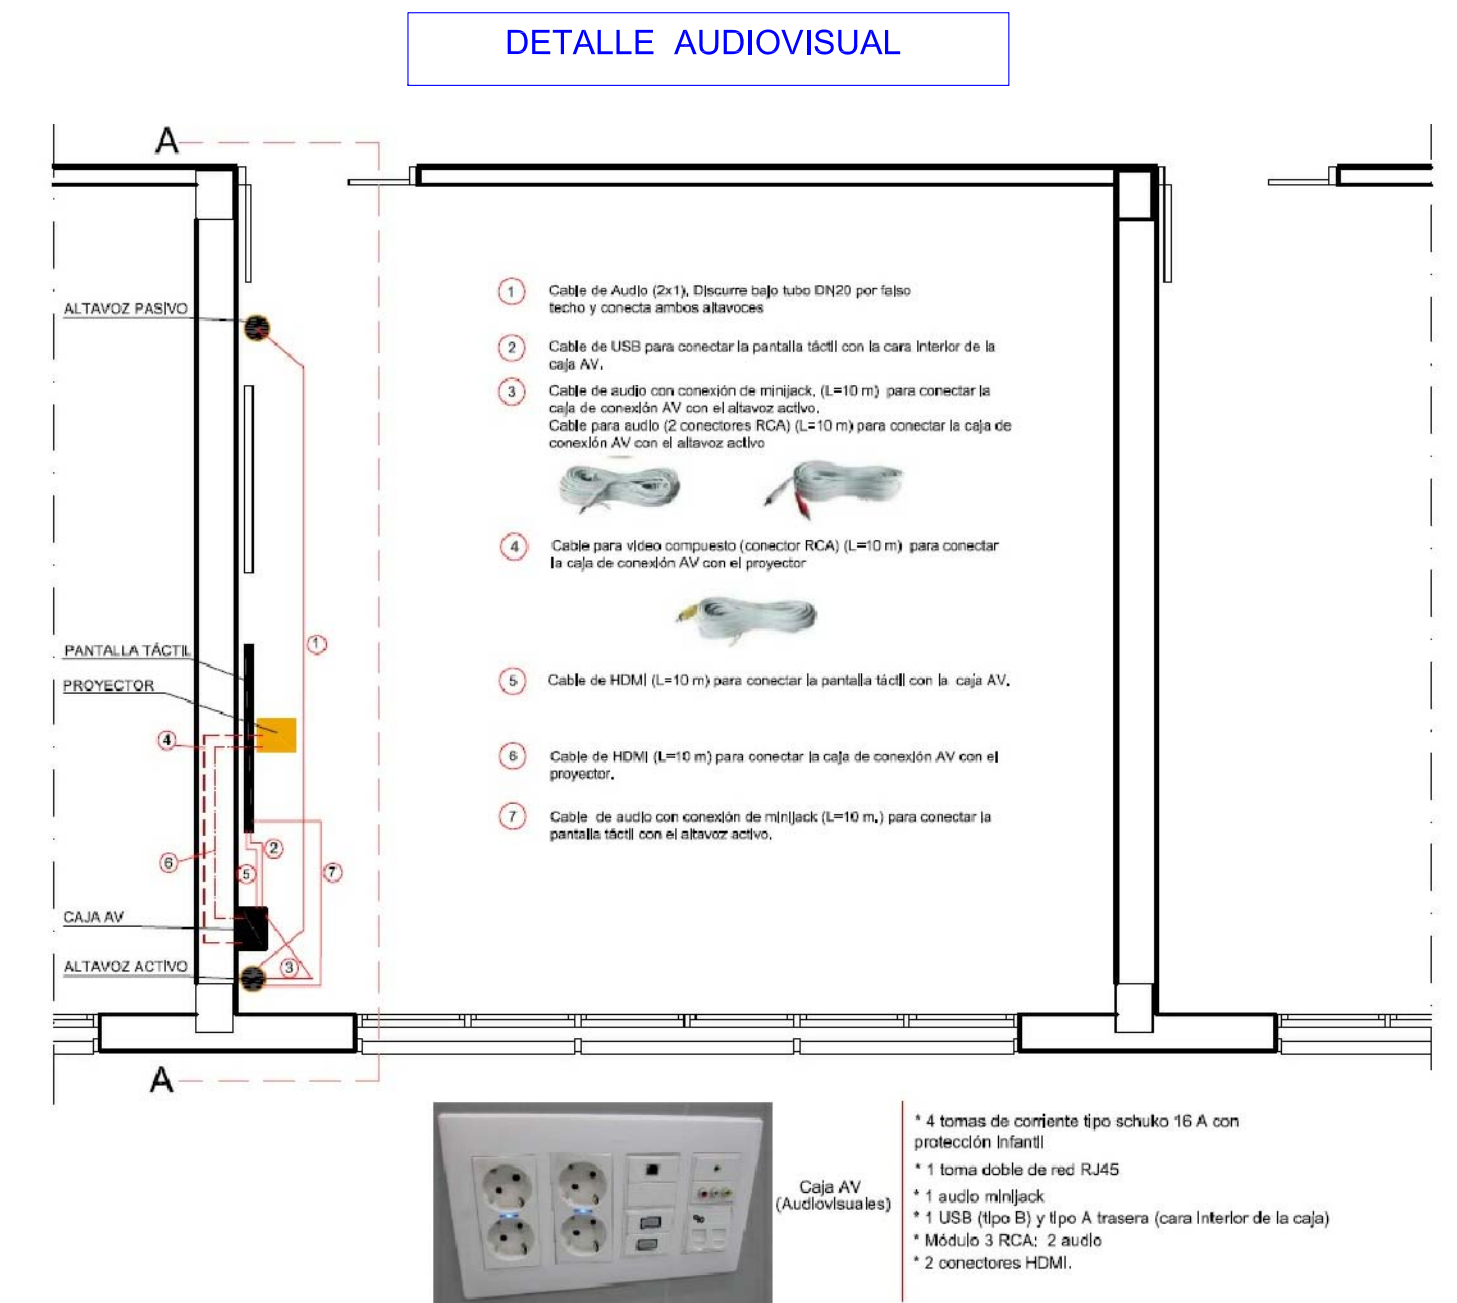 DETALLE AUDIOVISUAL
A
ALTAVOZ PASIVO
1 Cable de Audio (2x1), Discurre bajo tubo DN20 por falso
techo y conecta ambos altavoces
2 Cable de USB para conectar la pantalla táctil con la cara interior de la
caja AV.
3 Cable de audio con conexión de minijack, (L=10 m) para conectar la
caja de conexión AV con el altavoz activo.
Cable para audio (2 conectores RCA) (L=10 m) para conectar la caja de
conexión AV con el altavoz activo
4 Cable para video compuesto (conector RCA) (L=10 m) para conectar
la caja de conexión AV con el proyector
1
PANTALLA TÁCTIL
PROYECTOR
5 Cable de HDMI (L=10 m) para conectar la pantalla táctil con la caja AV.
4
6 Cable de HDMI (L=10 m) para conectar la caja de conexión AV con el
proyector.
7 Cable de audio con conexión de minijack (L=10 m.) para conectar la
pantalla táctil con el altavoz activo.
2
6
5
7
CAJA AV
ALTAVOZ ACTIVO
3
A
Caja AV
(Audiovisuales)
* 4 tomas de corriente tipo schuko 16 A con
protección infantil
* 1 toma doble de red RJ45
* 1 audio minijack
* 1 USB (tipo B) y tipo A trasera (cara interior de la caja)
* Módulo 3 RCA: 2 audio
* 2 conectores HDMI.